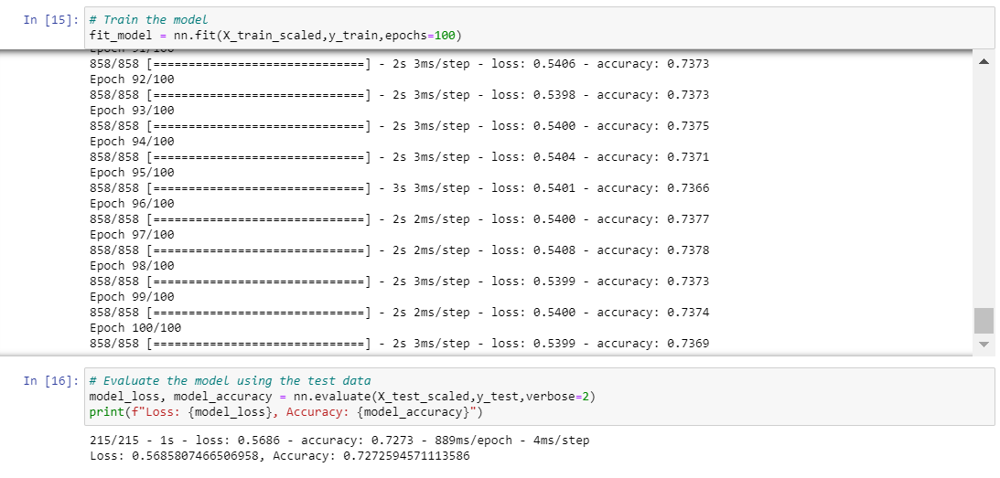 In [15]: # Train the model
fit_model = nn.fit(X_train_scaled,y_train,epochs=100)
858/858 [==============================] - 2s 3ms/step - loss: 0.5406 - accuracy: 0.7373
Epoch 92/100
858/858 [==============================] - 2s 3ms/step - loss: 0.5398 - accuracy: 0.7373
Epoch 93/100
858/858 [==============================] - 2s 3ms/step - loss: 0.5400 - accuracy: 0.7375
Epoch 94/100
858/858 [==============================] - 2s 3ms/step - loss: 0.5404 - accuracy: 0.7371
Epoch 95/100
858/858 [==============================] - 3s 3ms/step - loss: 0.5401 - accuracy: 0.7366
Epoch 96/100
858/858 [==============================] - 2s 2ms/step - loss: 0.5400 - accuracy: 0.7377
Epoch 97/100
858/858 [==============================] - 2s 2ms/step - loss: 0.5408 - accuracy: 0.7378
Epoch 98/100
858/858 [==============================] - 2s 3ms/step - loss: 0.5399 - accuracy: 0.7373
Epoch 99/100
858/858 [==============================] - 2s 2ms/step - loss: 0.5400 - accuracy: 0.7374
Epoch 100/100
858/858 [==============================] - 2s 3ms/step - loss: 0.5399 - accuracy: 0.7369
In [16]: # Evaluate the model using the test data
model_loss, model_accuracy = nn.evaluate(X_test_scaled,y_test,verbose=2)
print(f"Loss: {model_loss}, Accuracy: {model_accuracy}")
215/215 - 1s - loss: 0.5686 - accuracy: 0.7273 - 889ms/epoch - 4ms/step
Loss: 0.5685807466506958, Accuracy: 0.7272594571113586